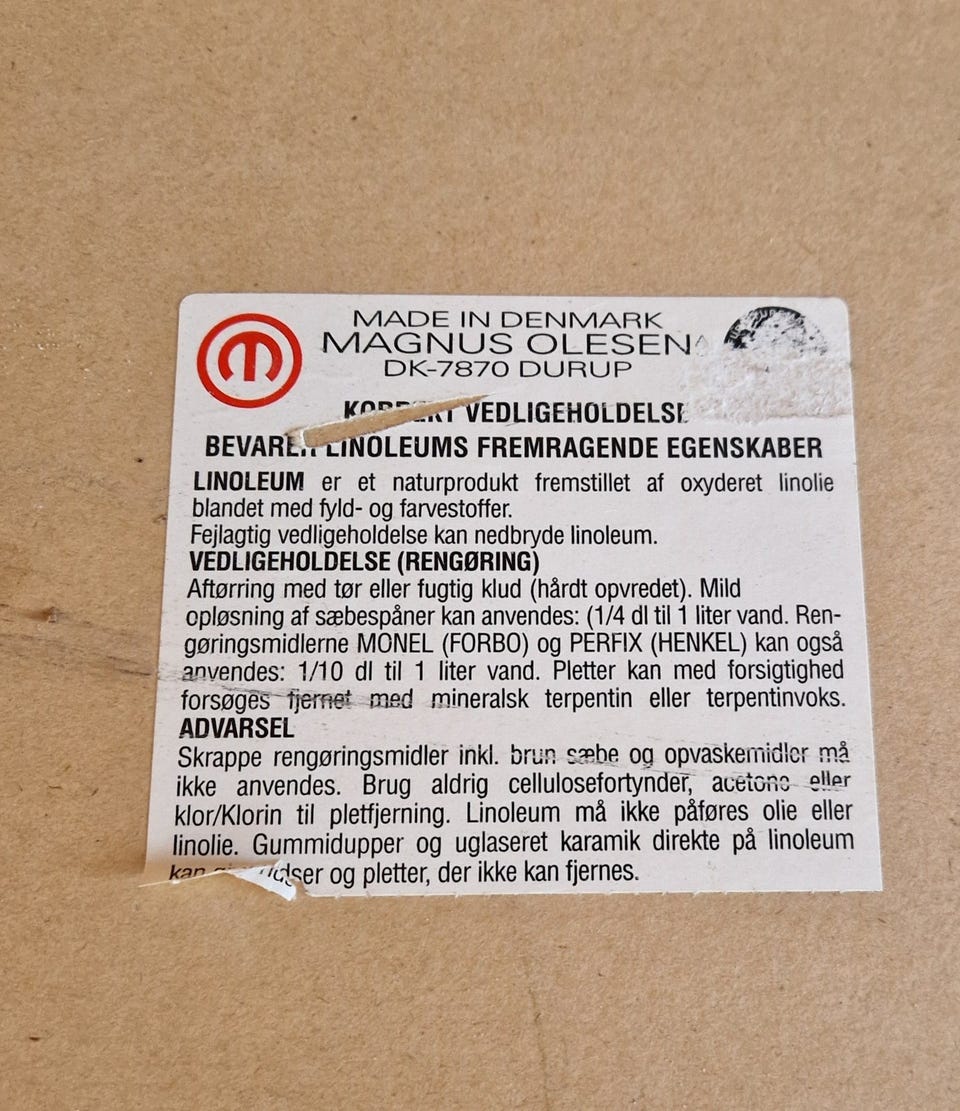 MADE IN DENMARK
MAGNUS OLESEN
DK-7870 DURUP
VEDLIGEHOLDELSE
LINOLEUMS FREMRAGENDE EGENSKABER
LINOLEUM er et naturprodukt fremstillet af oxyderet linolie
blandet med fyld- og farvestoffer.
Fejlagtig vedligeholdelse kan nedbryde linoleum.
VEDLIGEHOLDELSE (RENGØRING)
Aftørring med tør eller fugtig klud (hårdt opvredet). Mild
opløsning af sæbespåner kan anvendes: (1/4 dl til 1 liter vand. Ren-
gøringsmidlerne MONEL (FORBO) og PERFIX (HENKEL) kan også
anvendes: 1/10 dl til 1 liter vand. Pletter kan med forsigtighed
forsøges fjernet med mineralsk terpentin eller terpentinvoks.
ADVARSEL
Skrappe rengøringsmidler inkl. brun sæbe og opvaskemidler må
ikke anvendes. Brug aldrig cellulosefortynder, acetone eller
klor/Klorin til pletfjerning. Linoleum må ikke påføres olie eller
linolie. Gummidupper og uglaseret karamik direkte på linoleum
kan og pletter, der ikke kan fjernes.